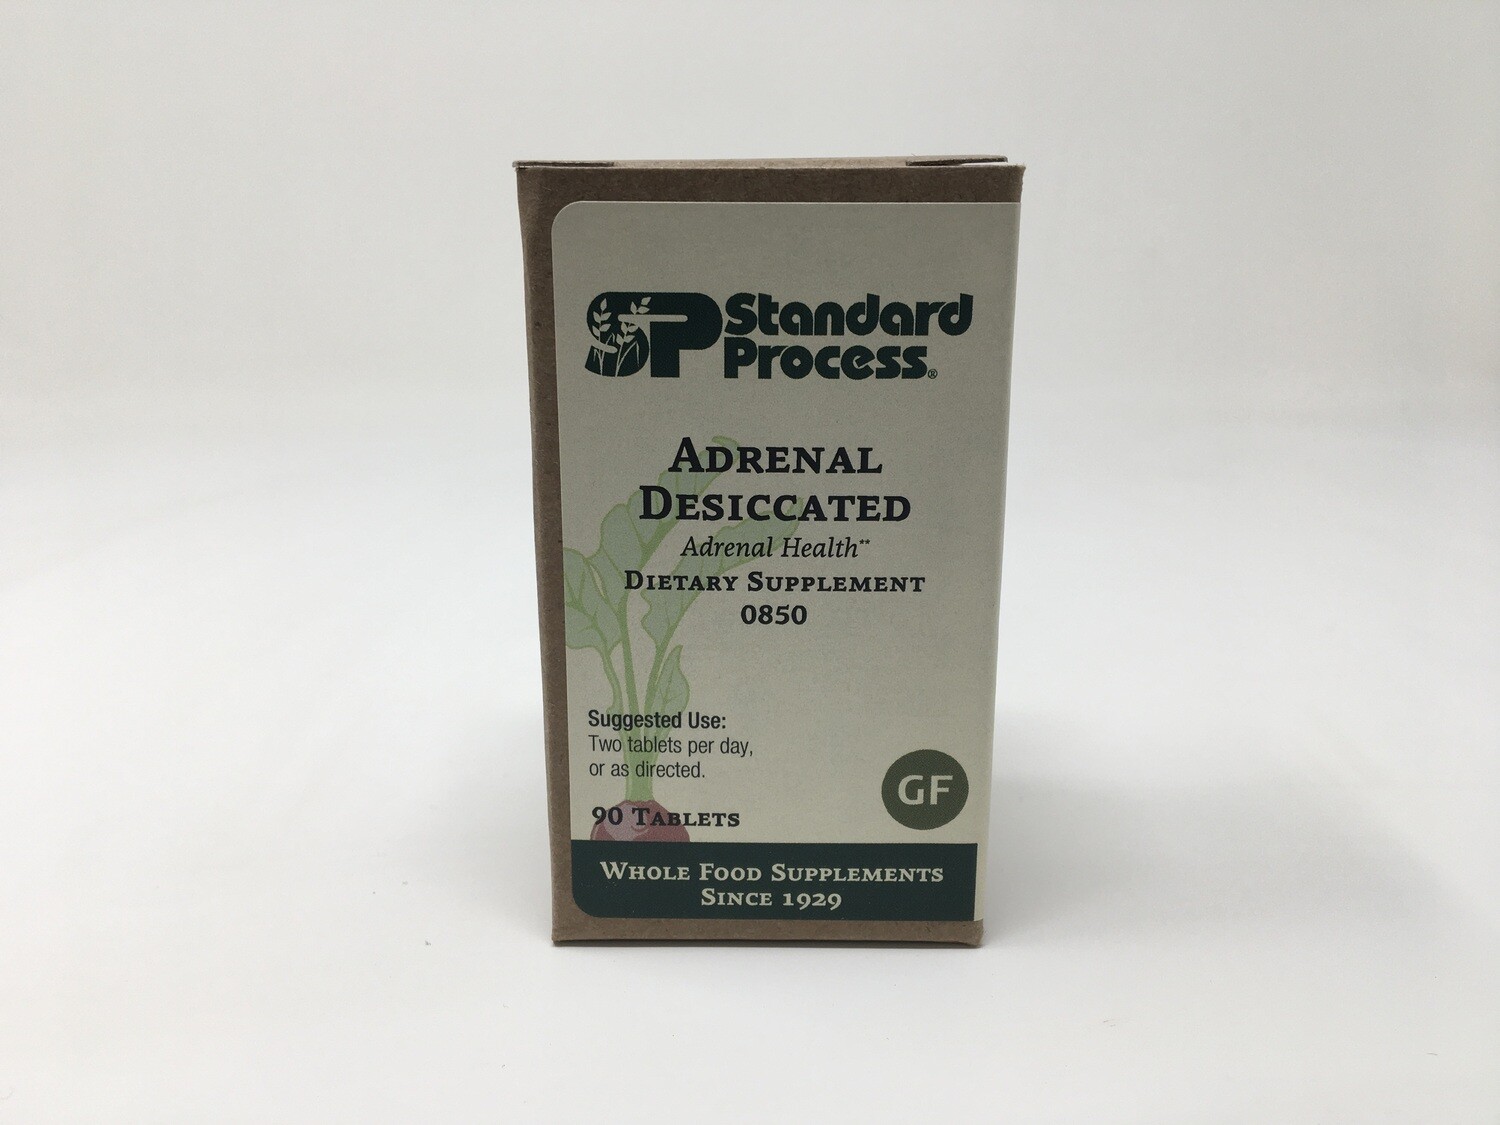 SP Standard
Process®
ADRENAL
DESICCATED
Adrenal Health**
DIETARY SUPPLEMENT
0850
Suggested Use:
Two tablets per day,
or as directed.
90 TABLETS
GF
WHOLE FOOD SUPPLEMENTS
SINCE 1929